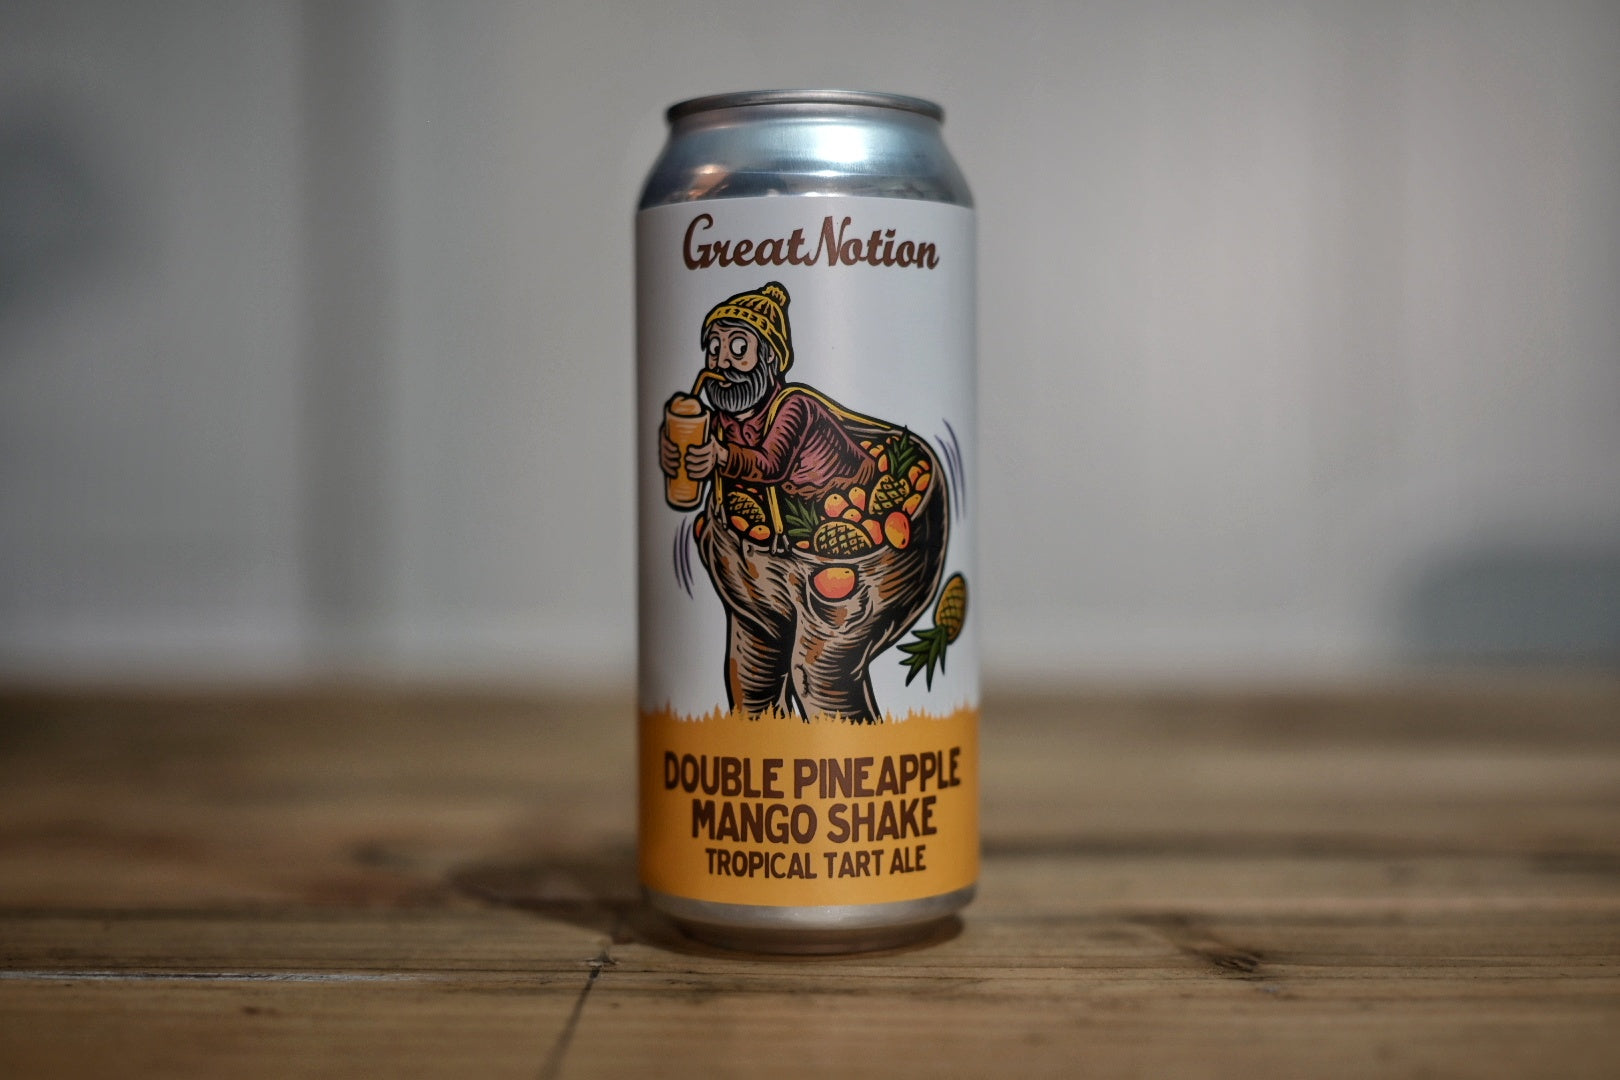 Great Notion
DOUBLE PINEAPPLE
MANGO SHAKE
TROPICAL TART ALE